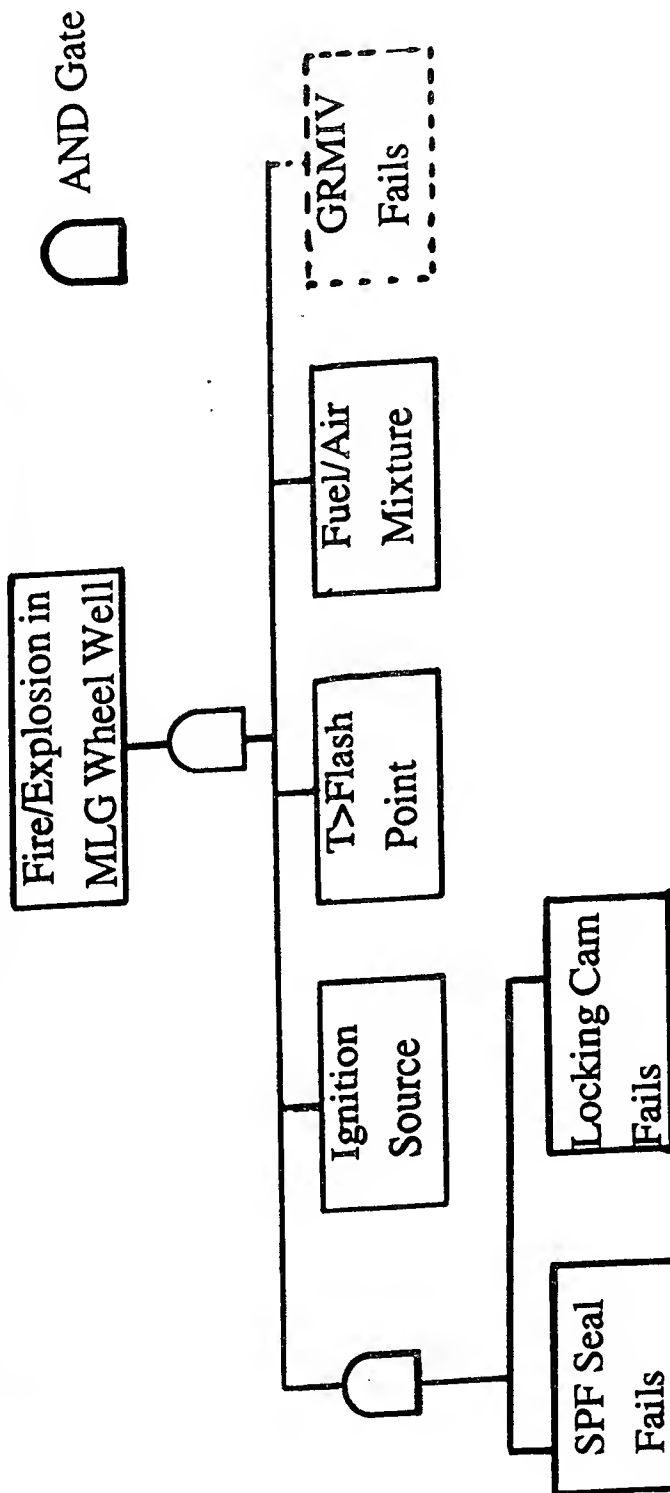 AND Gate
Fire/Explosion in
MLG Wheel Well
Ignition
Source
T>Flash
Point
Fuel/Air
Mixture
GRMIV
Fails
SPF Seal
Fails
Locking Cam
Fails